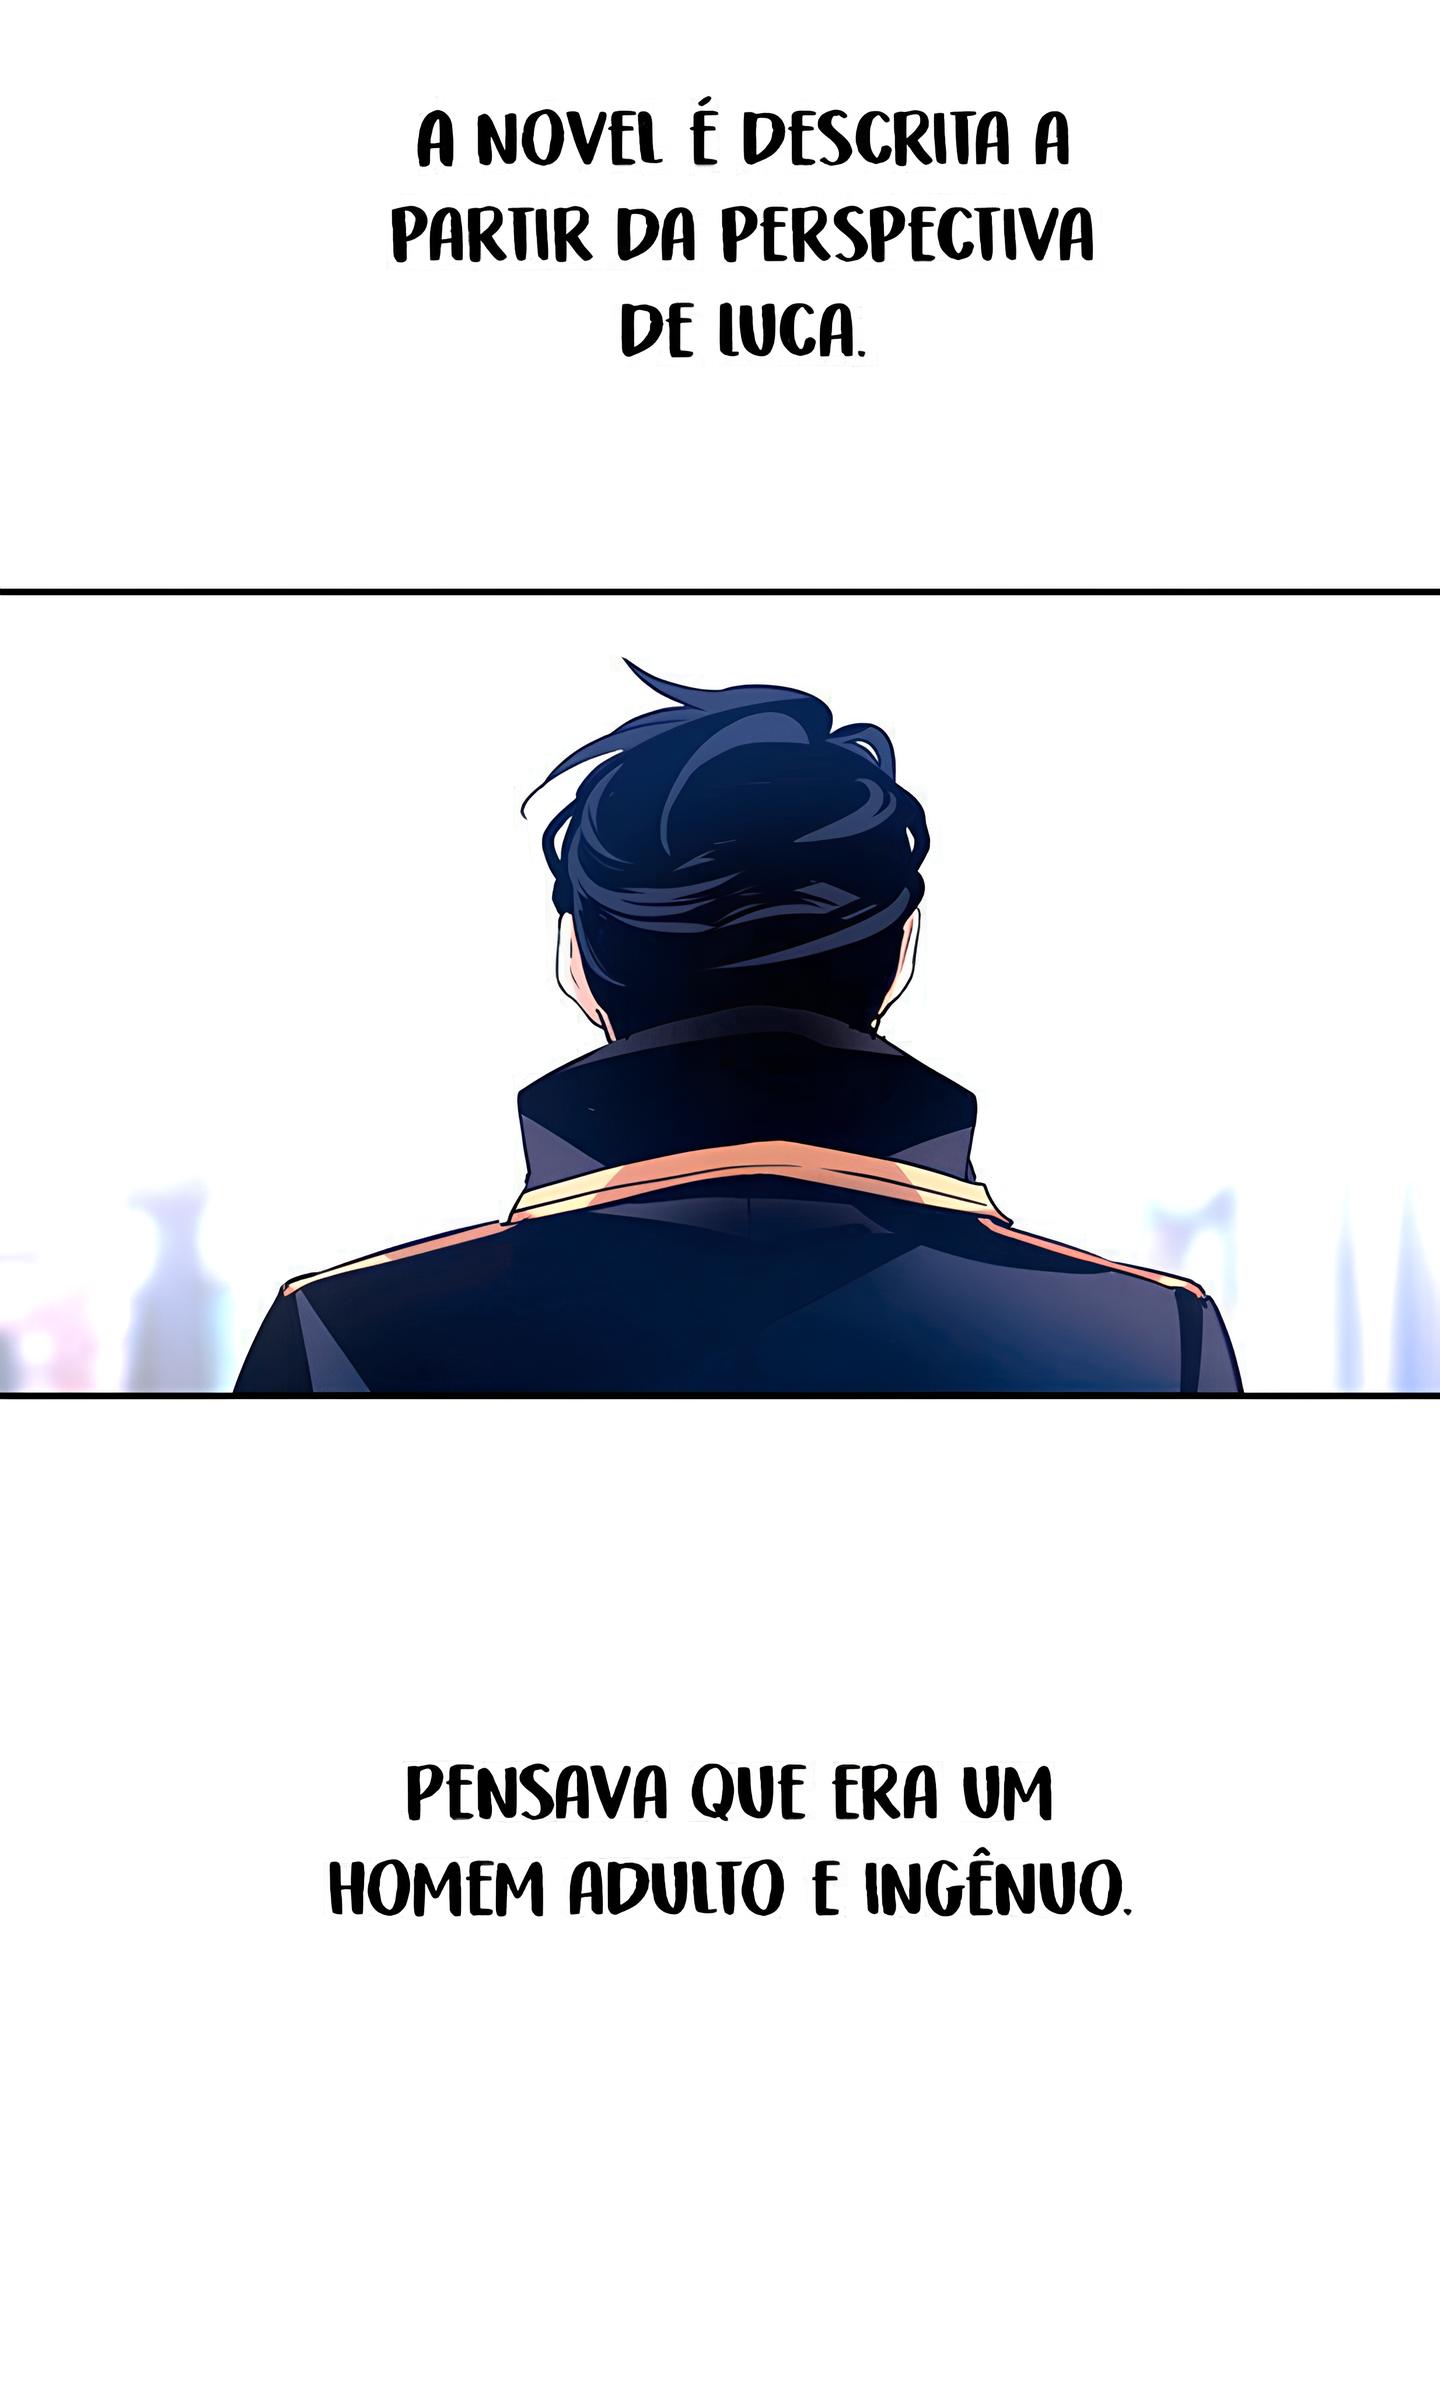 A NOVEL É DESCRITA A
PARTIR DA PERSPECTIVA
DE LUCA.
PENSAVA QUE ERA UM
HOMEM ADULTO E INGÊNUO.